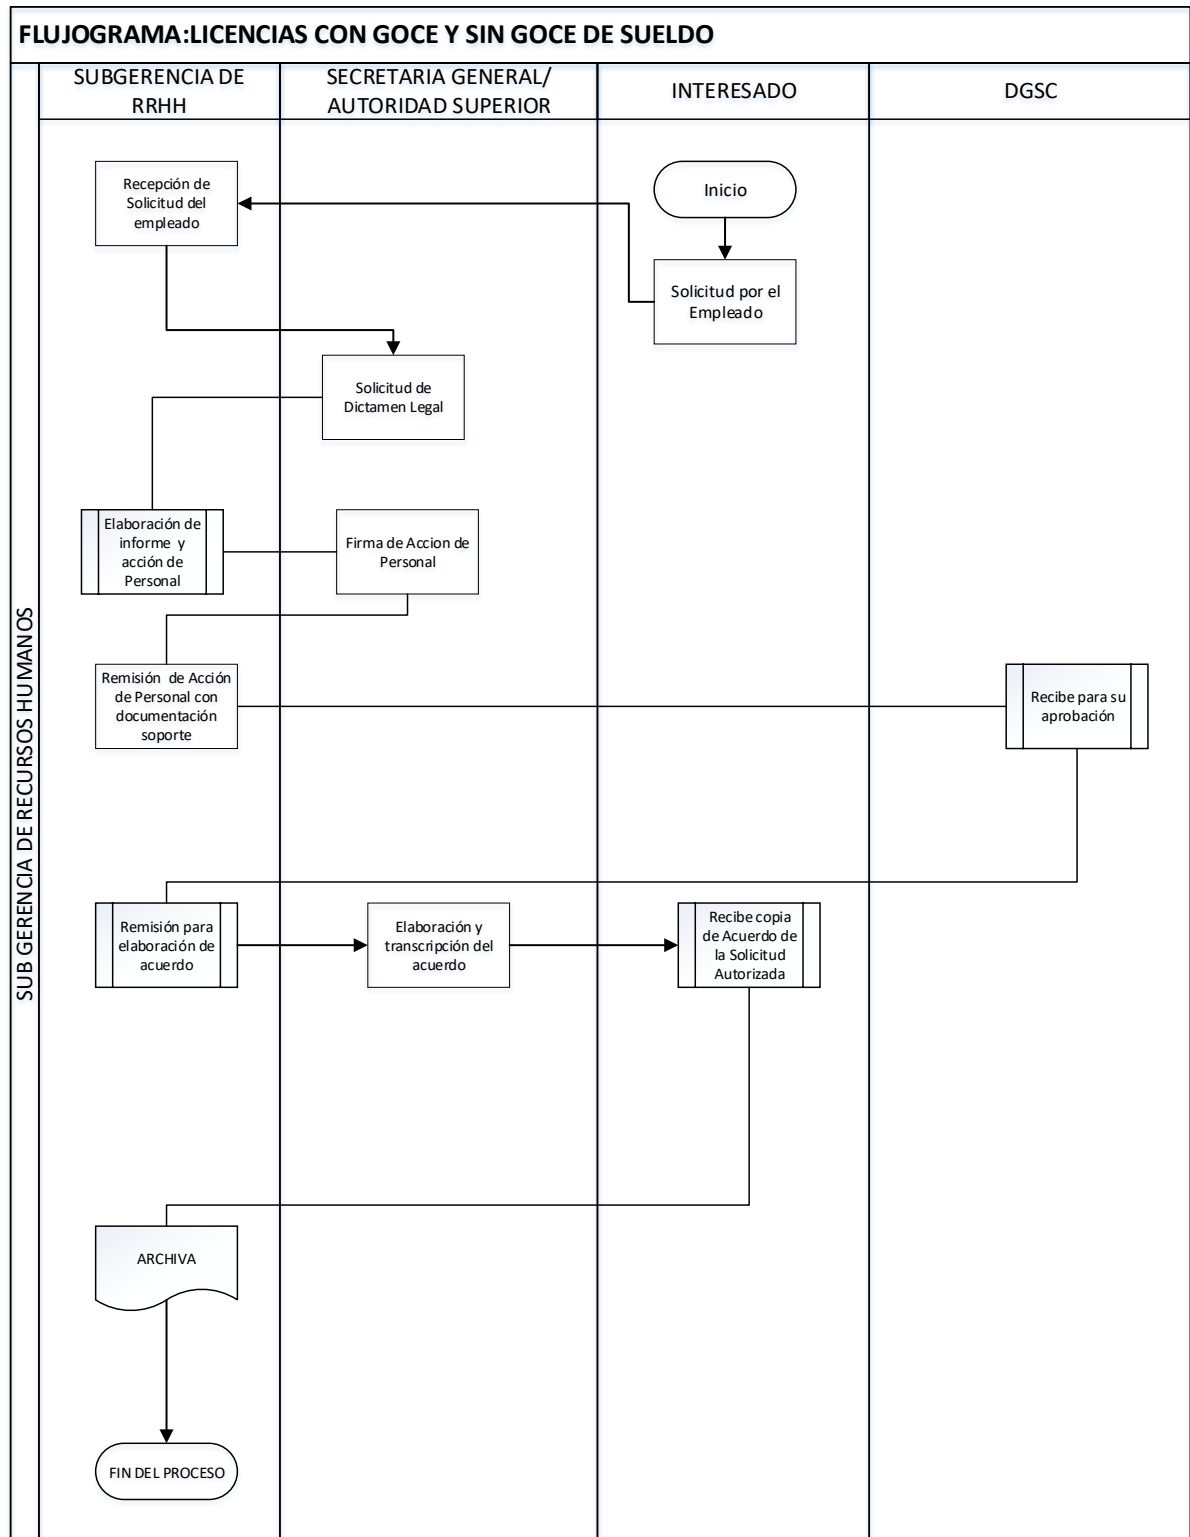 FLUJOGRAMA:LICENCIAS CON GOCE Y SIN GOCE DE SUELDO
SUB GERENCIA DE RECURSOS HUMANOS
SUBGERENCIA DE
RRHH
SECRETARIA GENERAL/
AUTORIDAD SUPERIOR
INTERESADO
DGSC
Recepción de
Solicitud del
empleado
Inicio
Solicitud por el
Empleado
Solicitud de
Dictamen Legal
Elaboración de
informe y
acción de
Personal
Firma de Accion de
Personal
Remisión de Acción
de Personal con
documentación
soporte
Recibe para su
aprobación
Remisión para
elaboración de
acuerdo
Elaboración y
transcripción del
acuerdo
Recibe copia
de Acuerdo de
la Solicitud
Autorizada
ARCHIVA
FIN DEL PROCESO